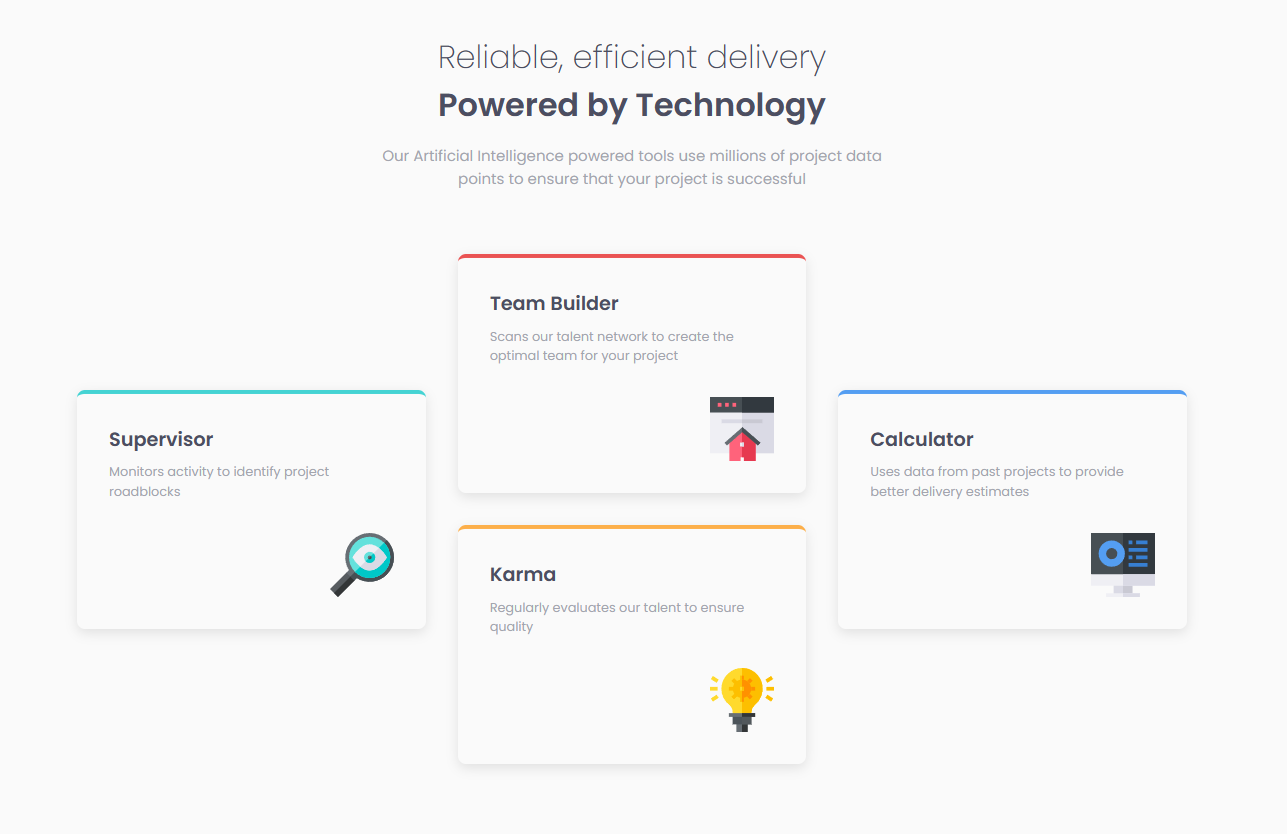 Reliable, efficient delivery
Powered by Technology
Our Artificial Intelligence powered tools use millions of project data
points to ensure that your project is successful
Supervisor
Monitors activity to identify project
roadblocks
Team Builder
Scans our talent network to create the
optimal team for your project
Karma
Regularly evaluates our talent to ensure
quality
Calculator
Uses data from past projects to provide
better delivery estimates